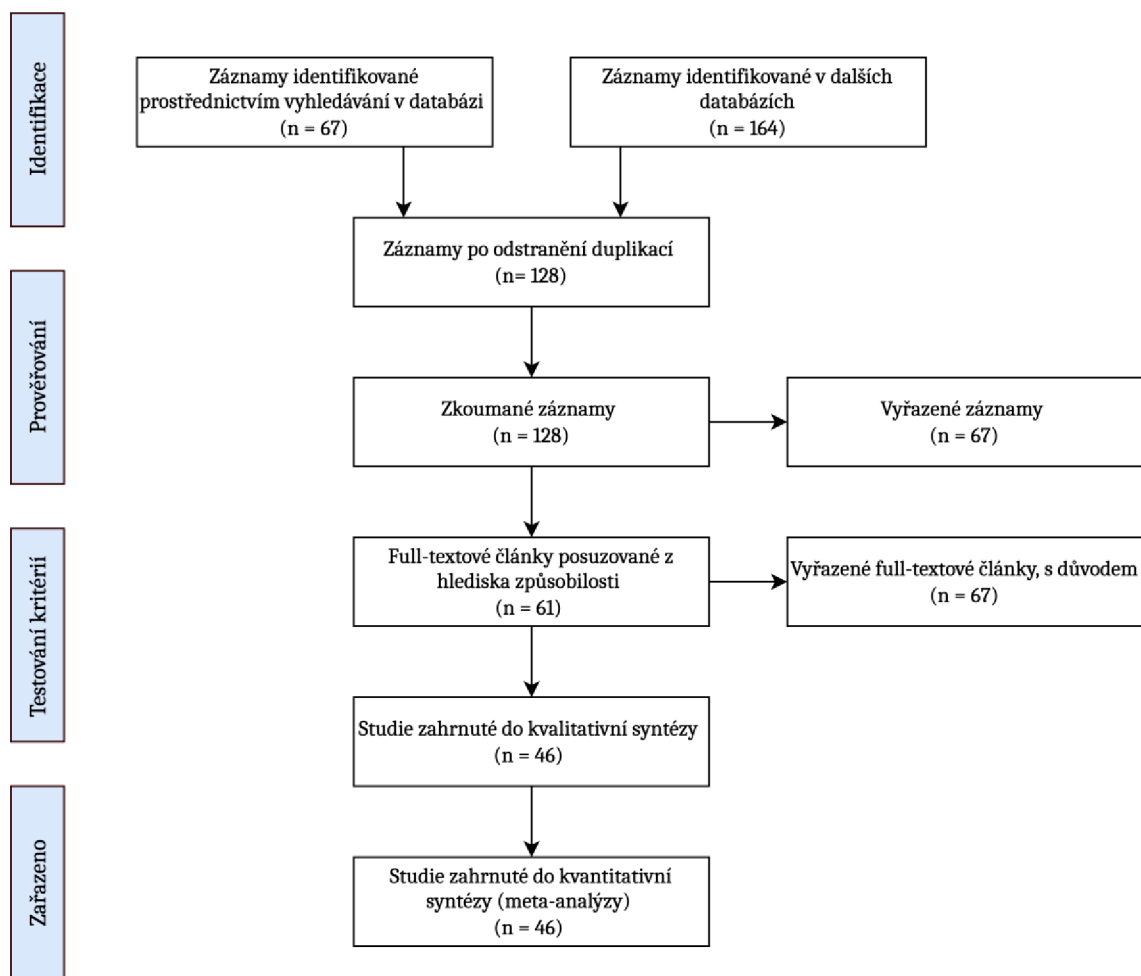 Identifikace
Záznamy identifikované
prostřednictvím vyhledávání v databázi
(n = 67)
Záznamy identifikované v dalších
databázích
(n = 164)
Záznamy po odstranění duplikací
(n= 128)
Prověřování
Zkoumané záznamy
(n = 128)
Vyřazené záznamy
(n = 67)
Testování kritérií
Full-textové články posuzované z
hlediska způsobilosti
(n = 61)
Vyřazené full-textové články, s důvodem
(n = 67)
Studie zahrnuté do kvalitativní syntézy
(n = 46)
Zařazeno
Studie zahrnuté do kvantitativní
syntézy (meta-analýzy)
(n = 46)